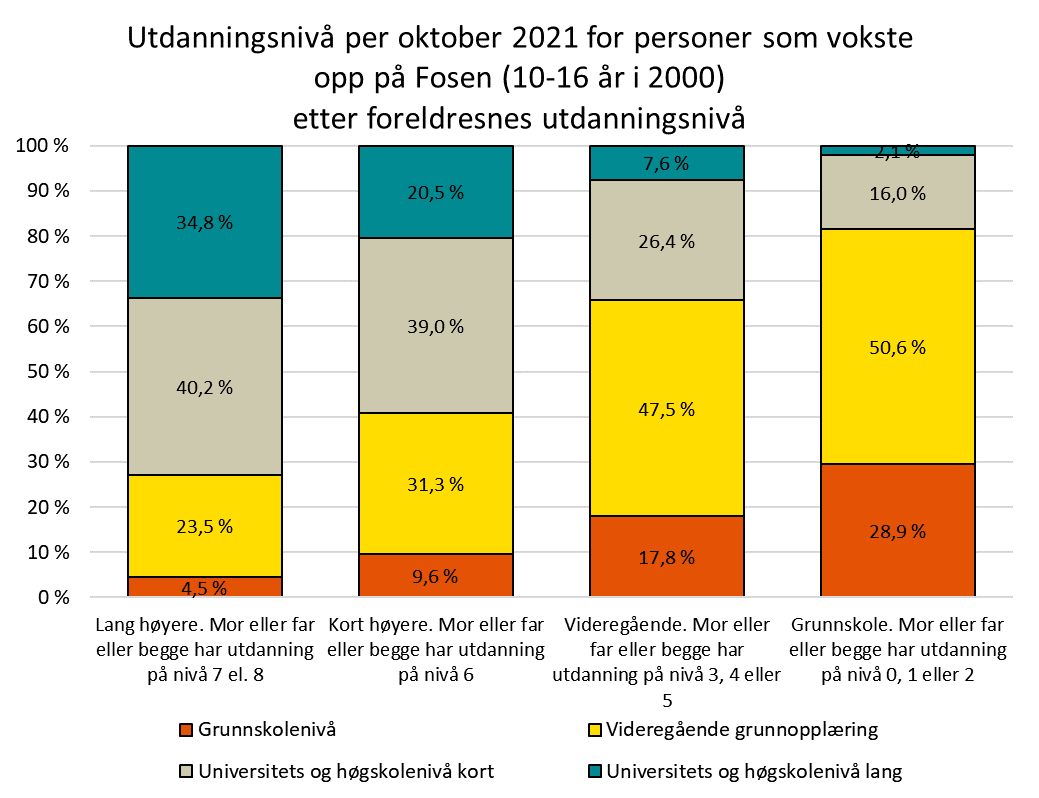 Utdanningsnivå per oktober 2021 for personer som vokste
opp på Fosen (10-16 år i 2000)
etter foreldresnes utdanningsnivå
100 %
90 %
80 %
70 %
60 %
50 %
40 %
30 %
20 %
10 %
0 %
34,8 %
40,2 %
23,5 %
4,5 %
20,5 %
39,0 %
31,3 %
9,6 %
7,6 %
26,4 %
47,5 %
17,8 %
2,1 %
16,0 %
50,6 %
28,9 %
Lang høyere. Mor eller far
eller begge har utdanning
på nivå 7 el. 8
Kort høyere. Mor eller far
eller begge har utdanning
på nivå 6
Videregående. Mor eller
far eller begge har
utdanning på nivå 3, 4 eller
5
Grunnskole. Mor eller far
eller begge har utdanning
på nivå 0, 1 eller 2
Grunnskolenivå
Videregående grunnopplæring
Universitets og høgskolenivå kort
Universitets og høgskolenivå lang